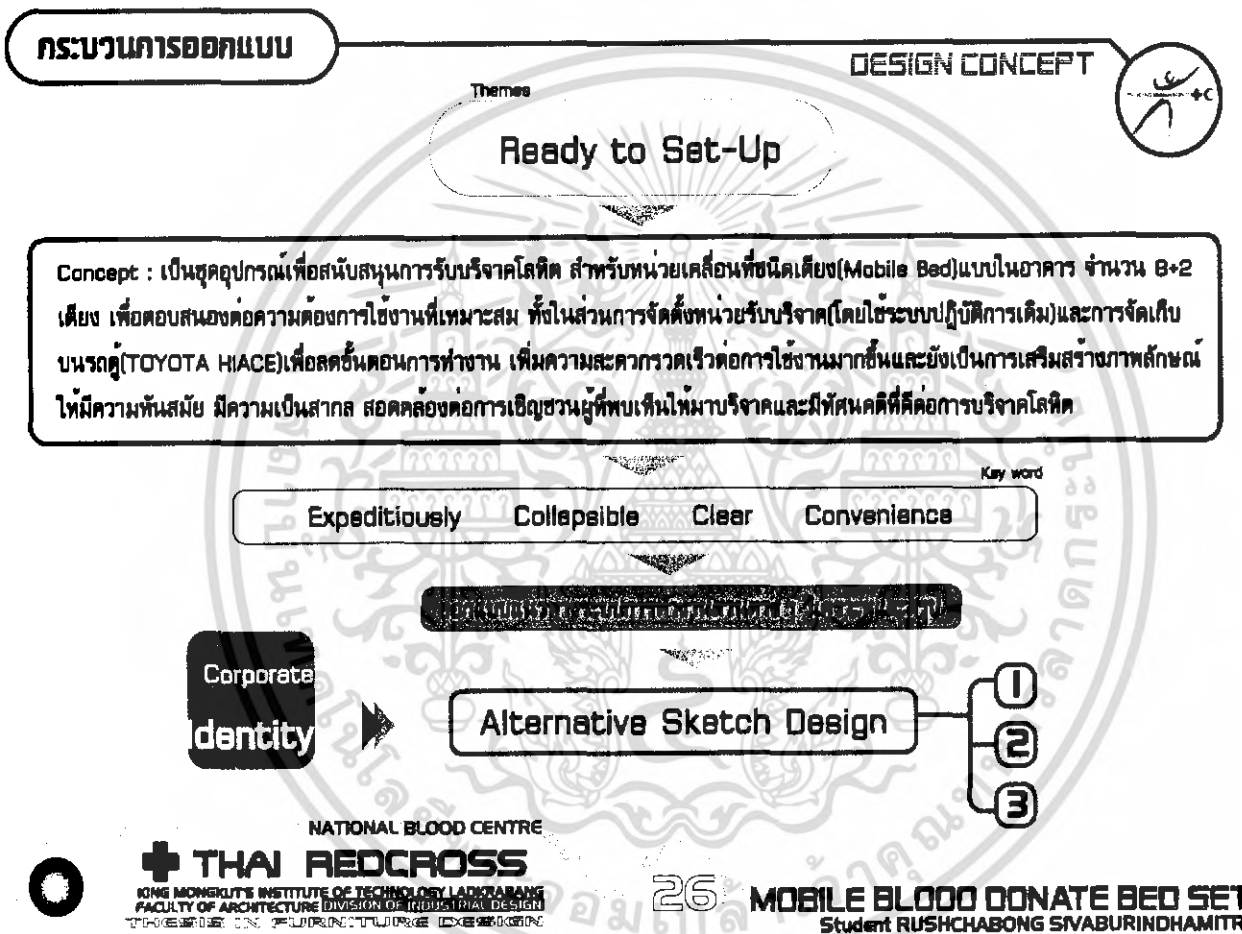 กระบวนการออกแบบ
DESIGN CONCEPT
+C
Themes
Ready to Set-Up
Concept : เป็นชุดอุปกรณ์เพื่อสนับสนุนการรับบริจาคโลหิต สำหรับหน่วยเคลื่อนที่ชนิดเตียง(Mobile Bed)แบบในอาคาร จำนวน 8+2
เตียง เพื่อตอบสนองต่อความต้องการใช้งานที่เหมาะสม ทั้งในส่วนการจัดตั้งหน่วยรับบริจาค(โดยใช้ระบบปฏิบัติการเดิม)และการจัดเก็บ
บนรถตู้(TOYOTA HIACE)เพื่อลดขั้นตอนการทำงาน เพิ่มความสะดวกรวดเร็วต่อการใช้งานมากขึ้นและยังเป็นการเสริมสร้างภาพลักษณ์
ให้มีความทันสมัย มีความเป็นสากล สอดคล้องต่อการเชิญชวนผู้ที่พบเห็นให้มาบริจาคและมีทัศนคติที่ดีต่อการบริจาคโลหิต
Key word
Expeditiously Collapsible Clear Convenience
Corporate
Identity
Alternative Sketch Design
1
2
3
NATIONAL BLOOD CENTRE
THAI REDCROSS
KING MONGKUT'S INSTITUTE OF TECHNOLOGY LADKRABANG
FACULTY OF ARCHITECTURE DIVISION OF INDUSTRIAL DESIGN
THESIS IN FURNITURE DESIGN
26
MOBILE BLOOD DONATE BED SET
Student RUSHCHABONG SIVABURINDHAMITR